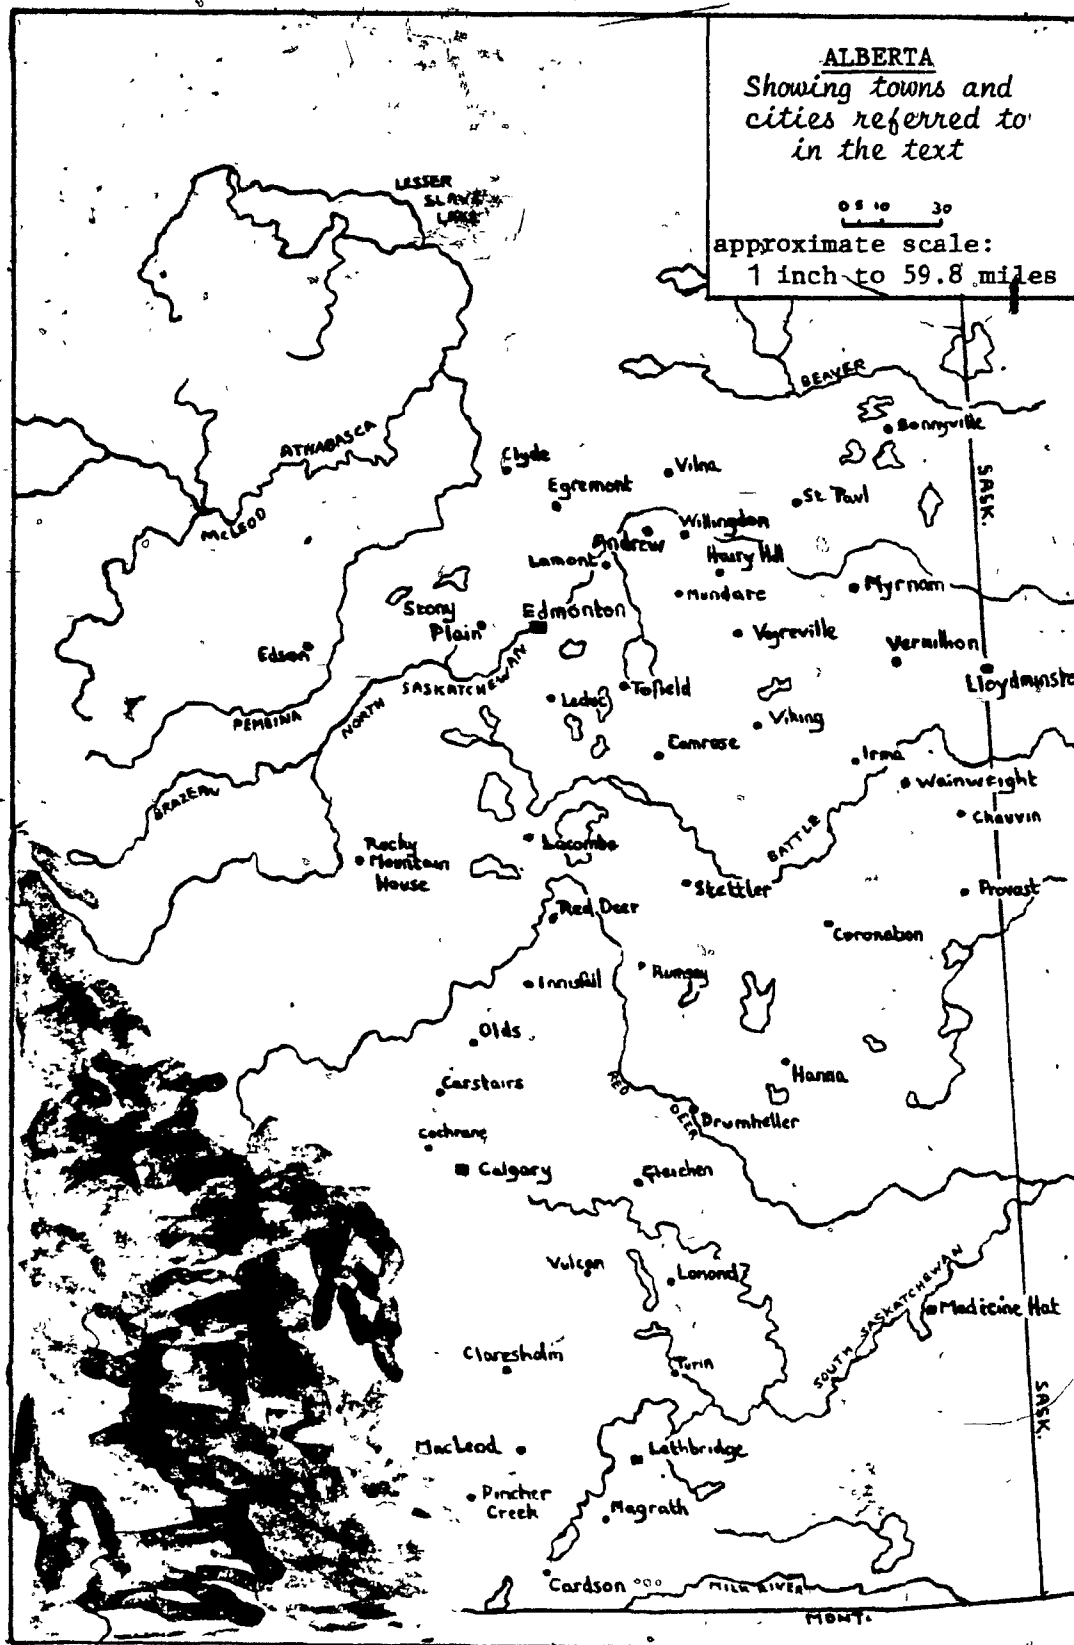 ALBERTA
Showing towns and
cities referred to
in the text
0 5 10 30
approximate scale:
1 inch to 59.8 miles
LESSER
SLAVE
LAKE
BEAVER
Bonnyville
ATHABASCA
Clyde
Vilna
SASK.
Egremont
St. Paul
McLEOD
Willingdon
Andrew
Hairy Hill
Lamont
Myrnam
Mundare
Stony
Plain
Edmonton
Vegreville
Vermilion
Edson
Lloydminste
SASKATCHEWAN
Tofield
Leduc
PEMBINA
NORTH
Viking
Camrose
Irma
Wainwright
BRAZEAU
Chauvin
BATTLE
Rocky
Mountain
House
Lacombe
Stettler
Provost
Red Deer
Coronation
Rumsey
Innisfail
Olds
Hanna
Carstairs
RED
DEER
Drumheller
Cochrane
Calgary
Gleichen
Vulcan
Lomond
SOUTH SASKATCHEWAN
Medicine Hat
Claresholm
Turin
SASK.
MacLeod
Lethbridge
Pincher
Creek
Magrath
Cardson
MILK RIVER
MONT.